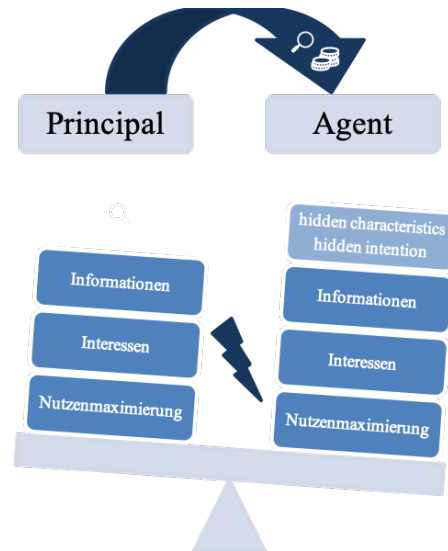 Principal
Agent
hidden characteristics
hidden intention
Informationen
Informationen
Interessen
Interessen
Nutzenmaximierung
Nutzenmaximierung